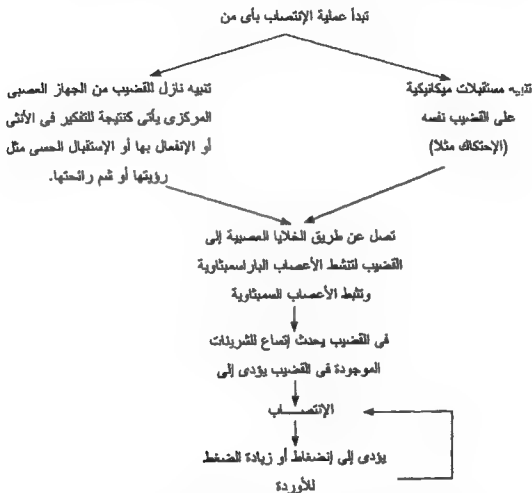 تبدأ عملية الإنتصاب بأى من
تنبيه مستقبلات ميكانيكية
على القضيب نفسه
(الإحتكاك مثلا)
تنبيه نازل للقضيب من الجهاز العصبى
المركزى يأتى كنتيجة للتفكير فى الأنثى
أو الإنفعال بها أو الإستقبال الحسى مثل
رؤيتها أو شم رائحتها.
تصل عن طريق الخلايا العصبية إلى
القضيب لتنشط الأعصاب الباراسمبثاوية
وتثبط الأعصاب السمبثاوية
فى القضيب يحدث إتساع للشرينات
الموجودة فى القضيب يؤدى إلى
الإنتصــاب
يؤدى إلى إنضغاط أو زيادة الضغط
للأوردة